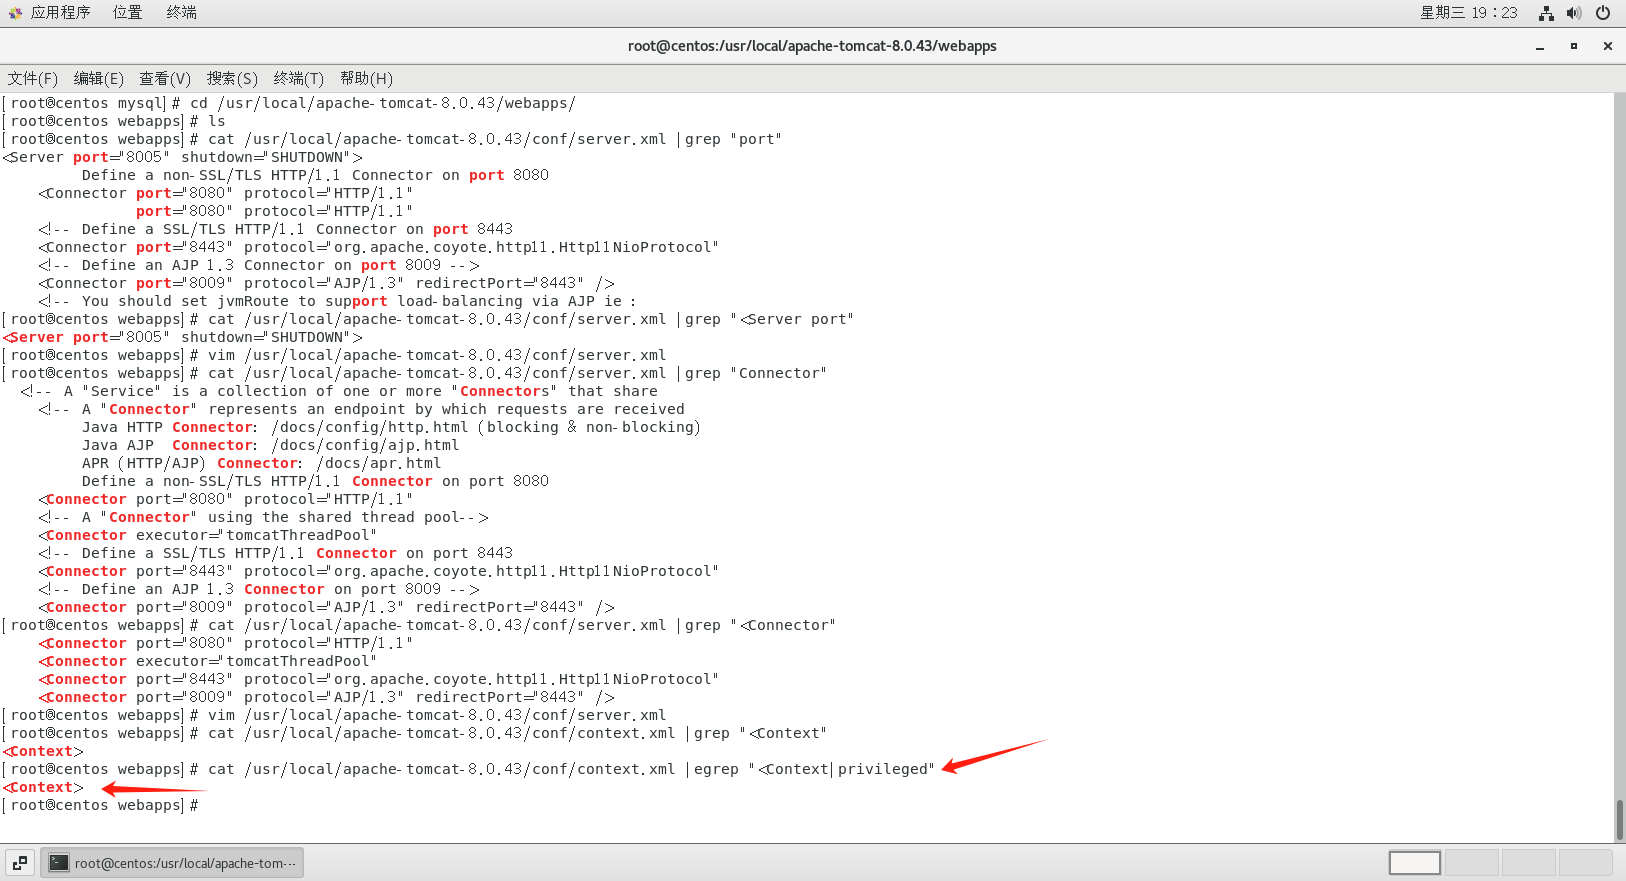 应用程序 位置 终端 星期三 19：23
root@centos:/usr/local/apache-tomcat-8.0.43/webapps
文件(F) 编辑(E) 查看(V) 搜索(S) 终端(T) 帮助(H)
[root@centos mysql]# cd /usr/local/apache-tomcat-8.0.43/webapps/
[root@centos webapps]# ls
[root@centos webapps]# cat /usr/local/apache-tomcat-8.0.43/conf/server.xml |grep "port"
<Server port="8005" shutdown="SHUTDOWN">
         Define a non-SSL/TLS HTTP/1.1 Connector on port 8080
    <Connector port="8080" protocol="HTTP/1.1"
               port="8080" protocol="HTTP/1.1"
    <!-- Define a SSL/TLS HTTP/1.1 Connector on port 8443
    <Connector port="8443" protocol="org.apache.coyote.http11.Http11NioProtocol"
    <!-- Define an AJP 1.3 Connector on port 8009 -->
    <Connector port="8009" protocol="AJP/1.3" redirectPort="8443" />
    <!-- You should set jvmRoute to support load-balancing via AJP ie :
[root@centos webapps]# cat /usr/local/apache-tomcat-8.0.43/conf/server.xml |grep "<Server port"
<Server port="8005" shutdown="SHUTDOWN">
[root@centos webapps]# vim /usr/local/apache-tomcat-8.0.43/conf/server.xml
[root@centos webapps]# cat /usr/local/apache-tomcat-8.0.43/conf/server.xml |grep "Connector"
  <!-- A "Service" is a collection of one or more "Connectors" that share
    <!-- A "Connector" represents an endpoint by which requests are received
         Java HTTP Connector: /docs/config/http.html (blocking & non-blocking)
         Java AJP  Connector: /docs/config/ajp.html
         APR (HTTP/AJP) Connector: /docs/apr.html
         Define a non-SSL/TLS HTTP/1.1 Connector on port 8080
    <Connector port="8080" protocol="HTTP/1.1"
    <!-- A "Connector" using the shared thread pool-->
    <Connector executor="tomcatThreadPool"
    <!-- Define a SSL/TLS HTTP/1.1 Connector on port 8443
    <Connector port="8443" protocol="org.apache.coyote.http11.Http11NioProtocol"
    <!-- Define an AJP 1.3 Connector on port 8009 -->
    <Connector port="8009" protocol="AJP/1.3" redirectPort="8443" />
[root@centos webapps]# cat /usr/local/apache-tomcat-8.0.43/conf/server.xml |grep "<Connector"
    <Connector port="8080" protocol="HTTP/1.1"
    <Connector executor="tomcatThreadPool"
    <Connector port="8443" protocol="org.apache.coyote.http11.Http11NioProtocol"
    <Connector port="8009" protocol="AJP/1.3" redirectPort="8443" />
[root@centos webapps]# vim /usr/local/apache-tomcat-8.0.43/conf/server.xml
[root@centos webapps]# cat /usr/local/apache-tomcat-8.0.43/conf/context.xml |grep "<Context"
<Context>
[root@centos webapps]# cat /usr/local/apache-tomcat-8.0.43/conf/context.xml |egrep "<Context|privileged"
<Context>
[root@centos webapps]#
root@centos:/usr/local/apache-tom···